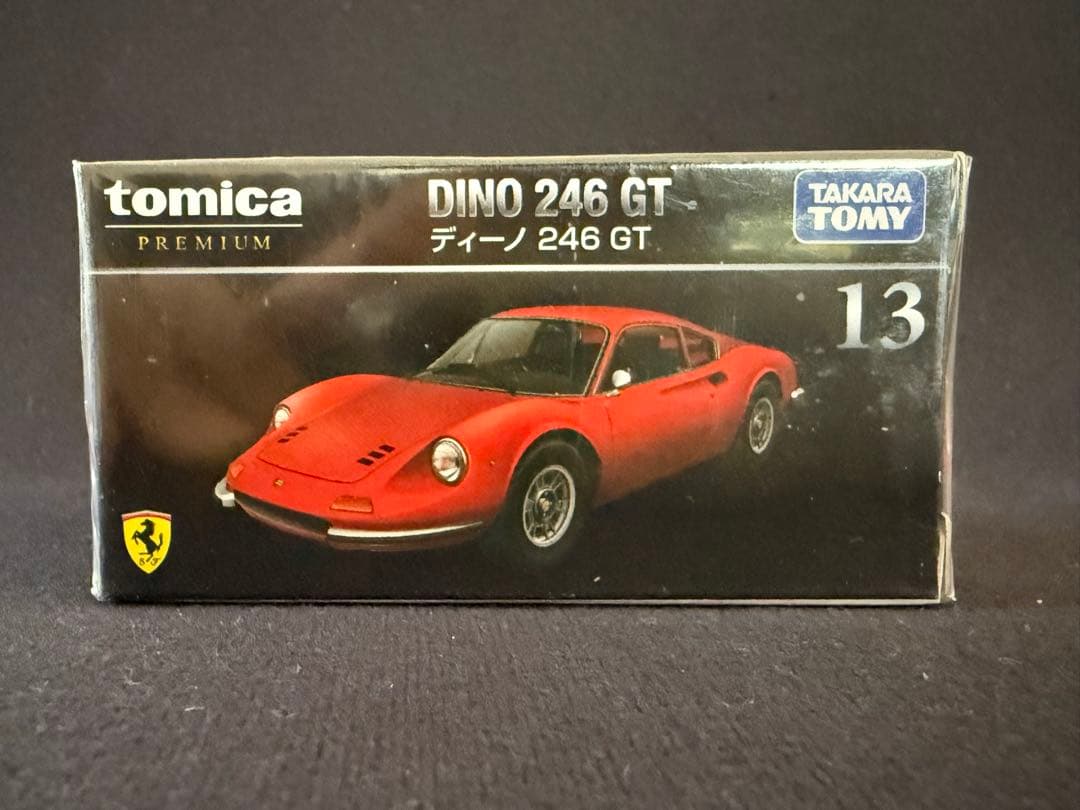 tomica
PREMIUM
DINO 246 GT
ディーノ 246 GT
TAKARA
TOMY
13
S F